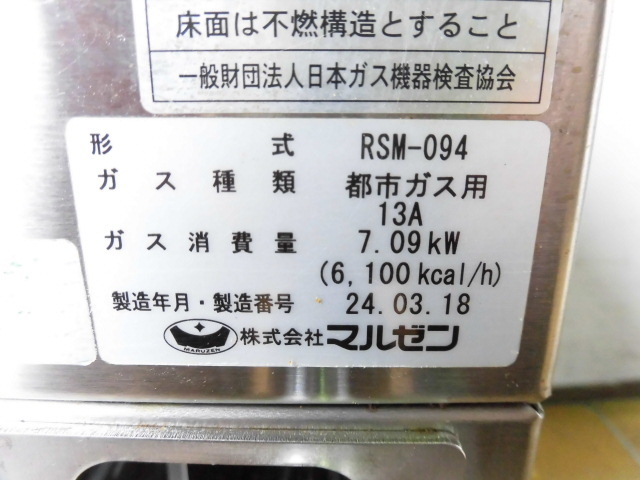 床面は不燃構造とすること
一般財団法人日本ガス機器検査協会
形 式 RSM-094
ガス種類 都市ガス用
13A
ガス消費量 7.09kW
(6,100kcal/h)
製造年月・製造番号 24.03.18
MARUZEN 株式会社 マルゼン